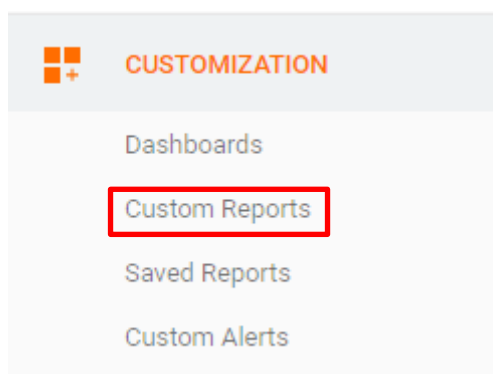 CUSTOMIZATION
Dashboards
Custom Reports
Saved Reports
Custom Alerts